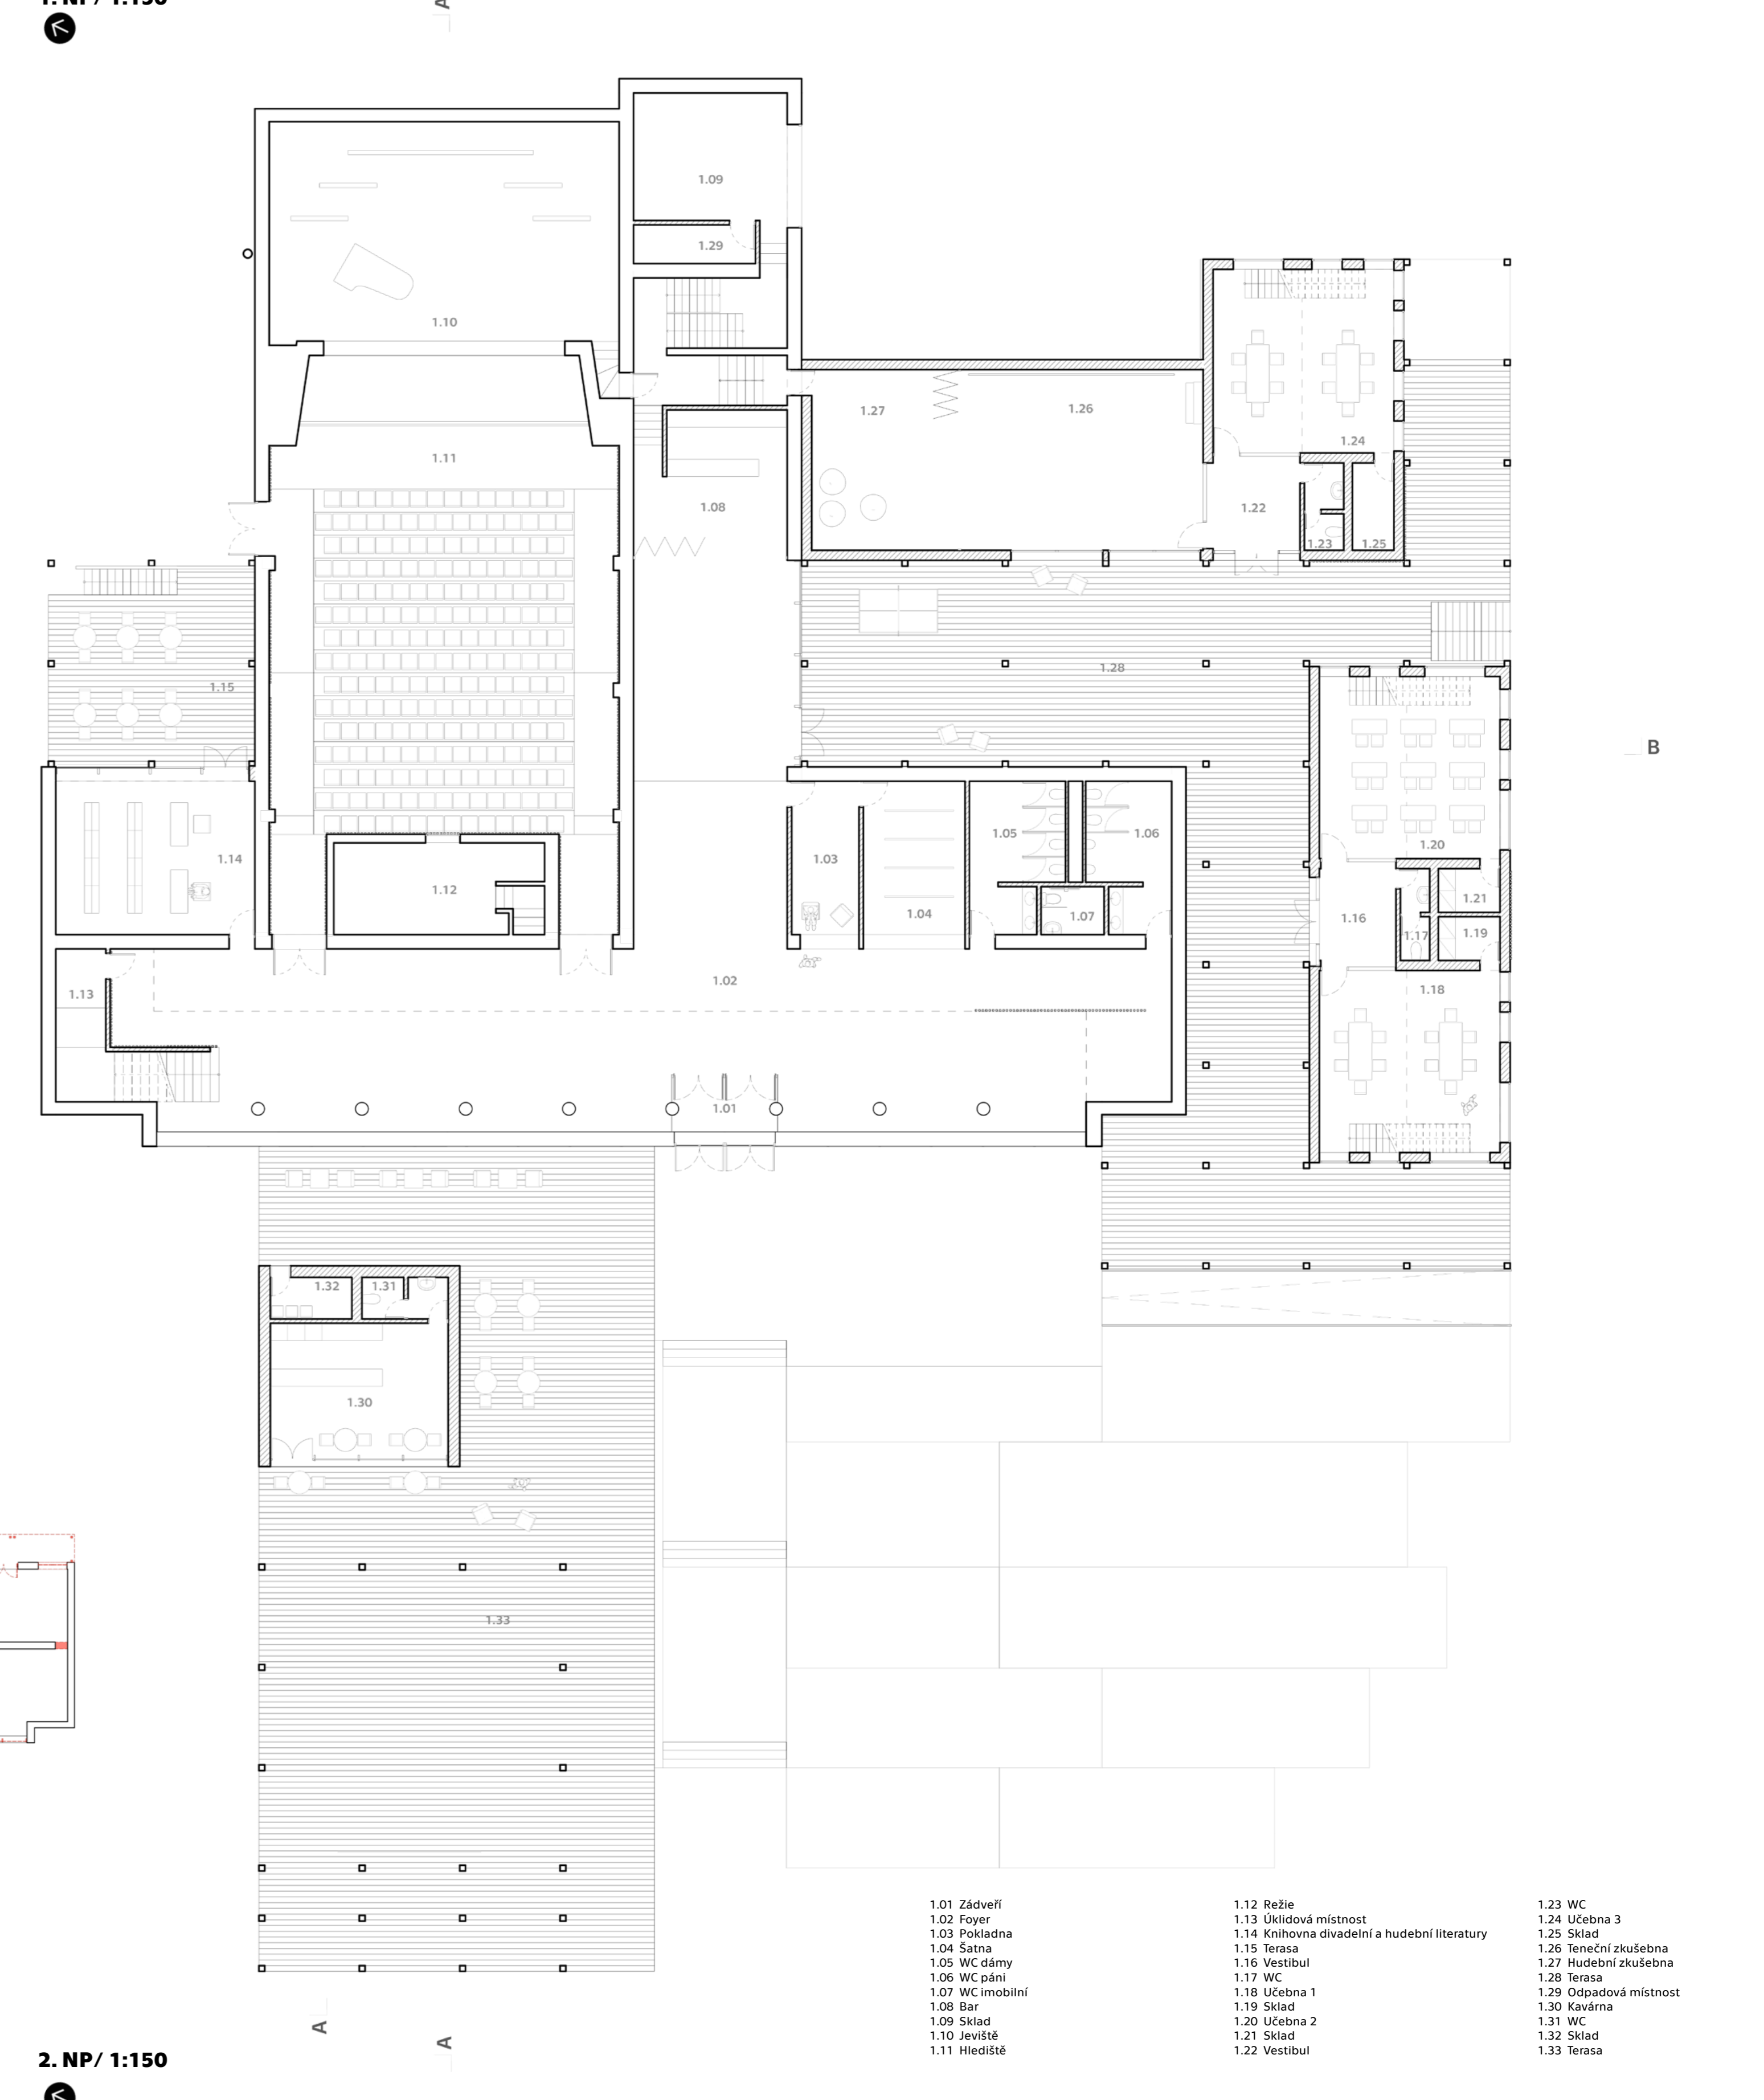 1. NP/ 1:150
A
1.09
1.29
1.10
1.27
1.26
1.24
1.11
1.08
1.22
1.23
1.25
1.28
1.15
B
1.05
1.06
1.20
1.14
1.03
1.12
1.21
1.04
1.07
1.16
1.17
1.19
1.02
1.18
1.13
1.01
1.32
1.31
1.30
1.33
1.01 Zádveří
1.02 Foyer
1.03 Pokladna
1.04 Šatna
1.05 WC dámy
1.06 WC páni
1.07 WC imobilní
1.08 Bar
1.09 Sklad
1.10 Jeviště
1.11 Hlediště
1.12 Režie
1.13 Úklidová místnost
1.14 Knihovna divadelní a hudební literatury
1.15 Terasa
1.16 Vestibul
1.17 WC
1.18 Učebna 1
1.19 Sklad
1.20 Učebna 2
1.21 Sklad
1.22 Vestibul
1.23 WC
1.24 Učebna 3
1.25 Sklad
1.26 Teneční zkušebna
1.27 Hudební zkušebna
1.28 Terasa
1.29 Odpadová místnost
1.30 Kavárna
1.31 WC
1.32 Sklad
1.33 Terasa
A
A
2. NP/ 1:150